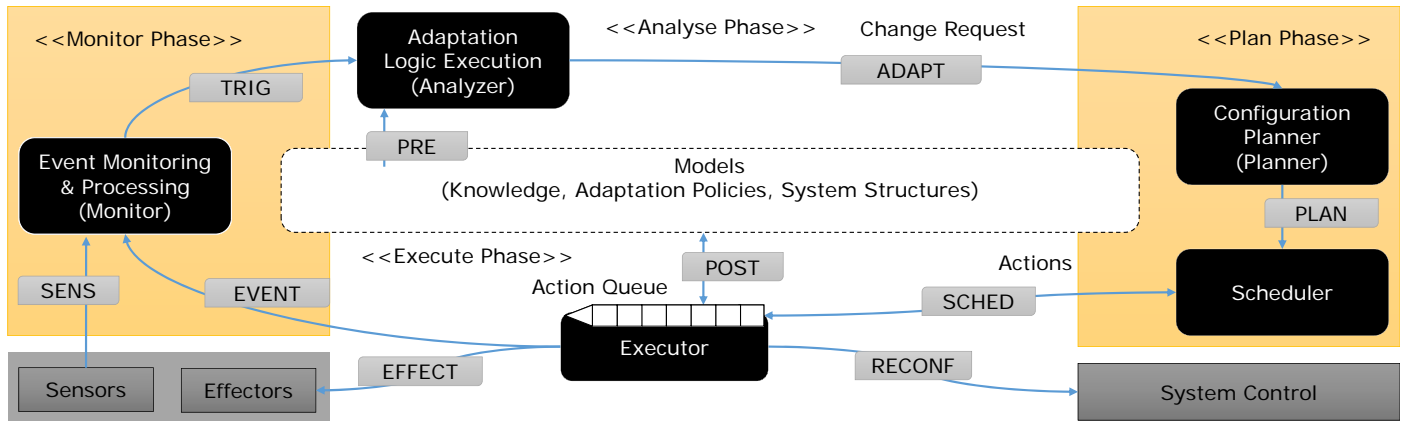 <<Monitor Phase>>
Adaptation
Logic Execution
(Analyzer)
<<Analyse Phase>>
Change Request
<<Plan Phase>>
TRIG
ADAPT
PRE
Event Monitoring
& Processing
(Monitor)
Models
(Knowledge, Adaptation Policies, System Structures)
Configuration
Planner
(Planner)
PLAN
<<Execute Phase>>
POST
Actions
SENS
EVENT
Action Queue
SCHED
Scheduler
Executor
EFFECT
RECONF
Sensors
Effectors
System Control